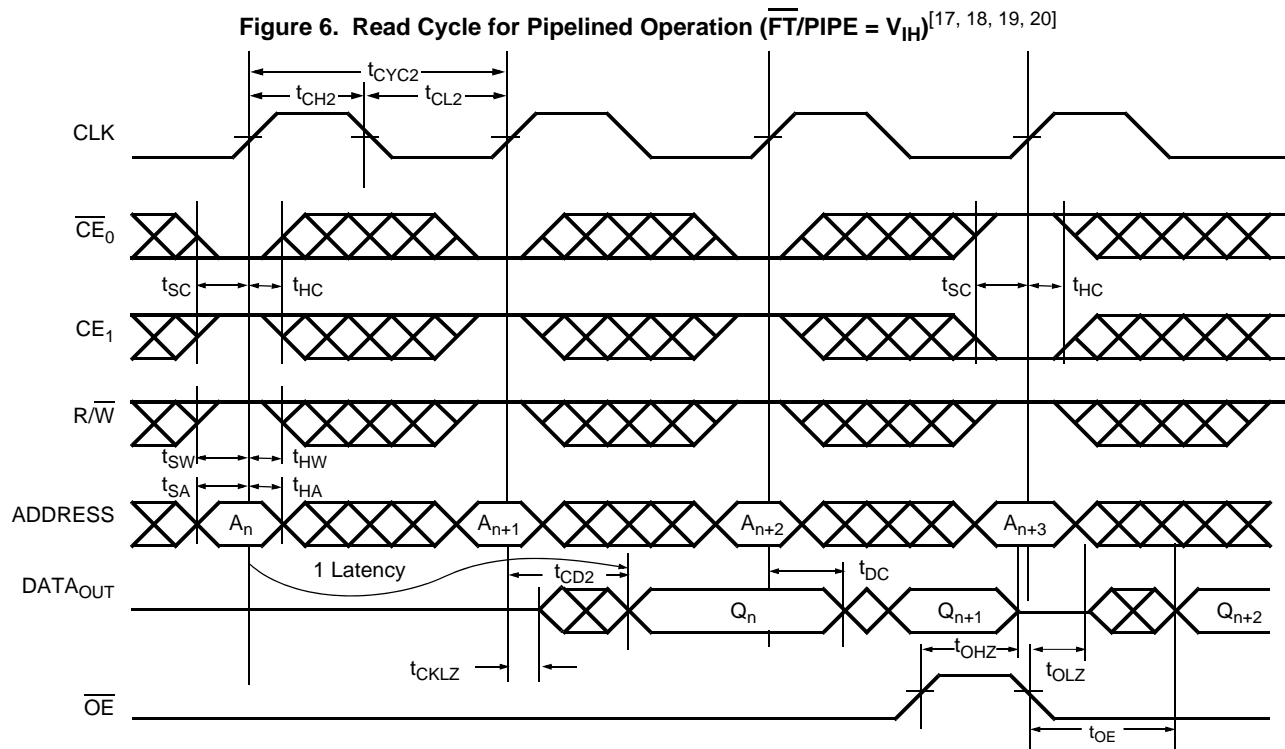 Figure 6. Read Cycle for Pipelined Operation (FT/PIPE = VIH)[17, 18, 19, 20]
tCYC2
tCH2 tCL2
CLK
CE0
tSC tHC tSC tHC
CE1
R/W
tSW tHW
tSA tHA
ADDRESS An An+1 An+2 An+3
1 Latency tCD2 tDC
DATAOUT Qn Qn+1 Qn+2
tOHZ
tCKLZ tOLZ
OE
tOE